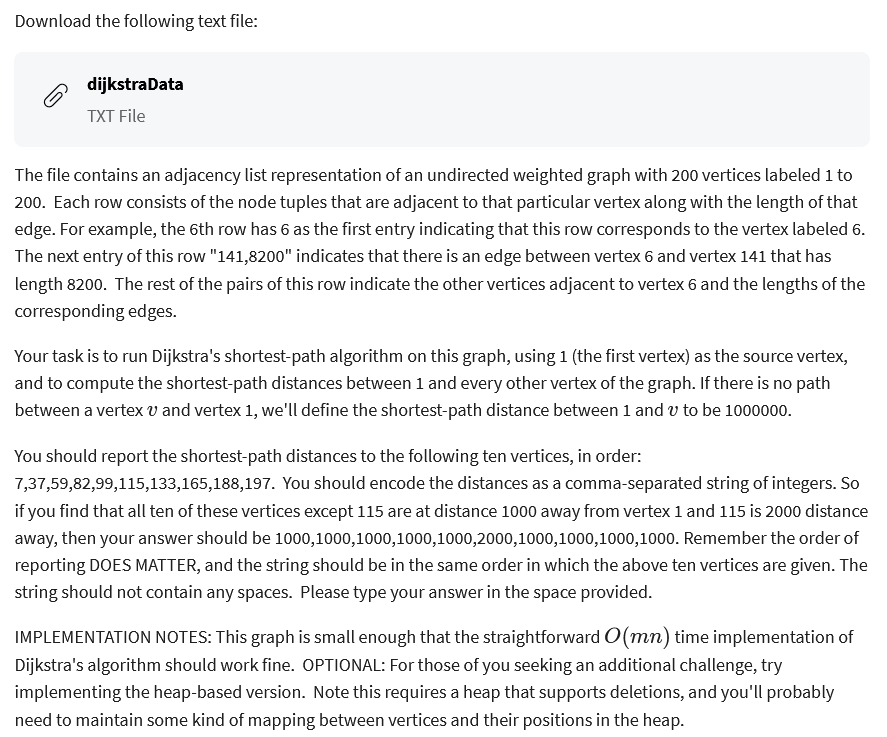 Download the following text file:
dijkstraData
TXT File
The file contains an adjacency list representation of an undirected weighted graph with 200 vertices labeled 1 to
200.  Each row consists of the node tuples that are adjacent to that particular vertex along with the length of that
edge. For example, the 6th row has 6 as the first entry indicating that this row corresponds to the vertex labeled 6.
The next entry of this row "141,8200" indicates that there is an edge between vertex 6 and vertex 141 that has
length 8200.  The rest of the pairs of this row indicate the other vertices adjacent to vertex 6 and the lengths of the
corresponding edges.
Your task is to run Dijkstra's shortest-path algorithm on this graph, using 1 (the first vertex) as the source vertex,
and to compute the shortest-path distances between 1 and every other vertex of the graph. If there is no path
between a vertex v and vertex 1, we'll define the shortest-path distance between 1 and v to be 1000000.
You should report the shortest-path distances to the following ten vertices, in order:
7,37,59,82,99,115,133,165,188,197.  You should encode the distances as a comma-separated string of integers. So
if you find that all ten of these vertices except 115 are at distance 1000 away from vertex 1 and 115 is 2000 distance
away, then your answer should be 1000,1000,1000,1000,1000,2000,1000,1000,1000,1000. Remember the order of
reporting DOES MATTER, and the string should be in the same order in which the above ten vertices are given. The
string should not contain any spaces.  Please type your answer in the space provided.
IMPLEMENTATION NOTES: This graph is small enough that the straightforward O(mn) time implementation of
Dijkstra's algorithm should work fine.  OPTIONAL: For those of you seeking an additional challenge, try
implementing the heap-based version.  Note this requires a heap that supports deletions, and you'll probably
need to maintain some kind of mapping between vertices and their positions in the heap.